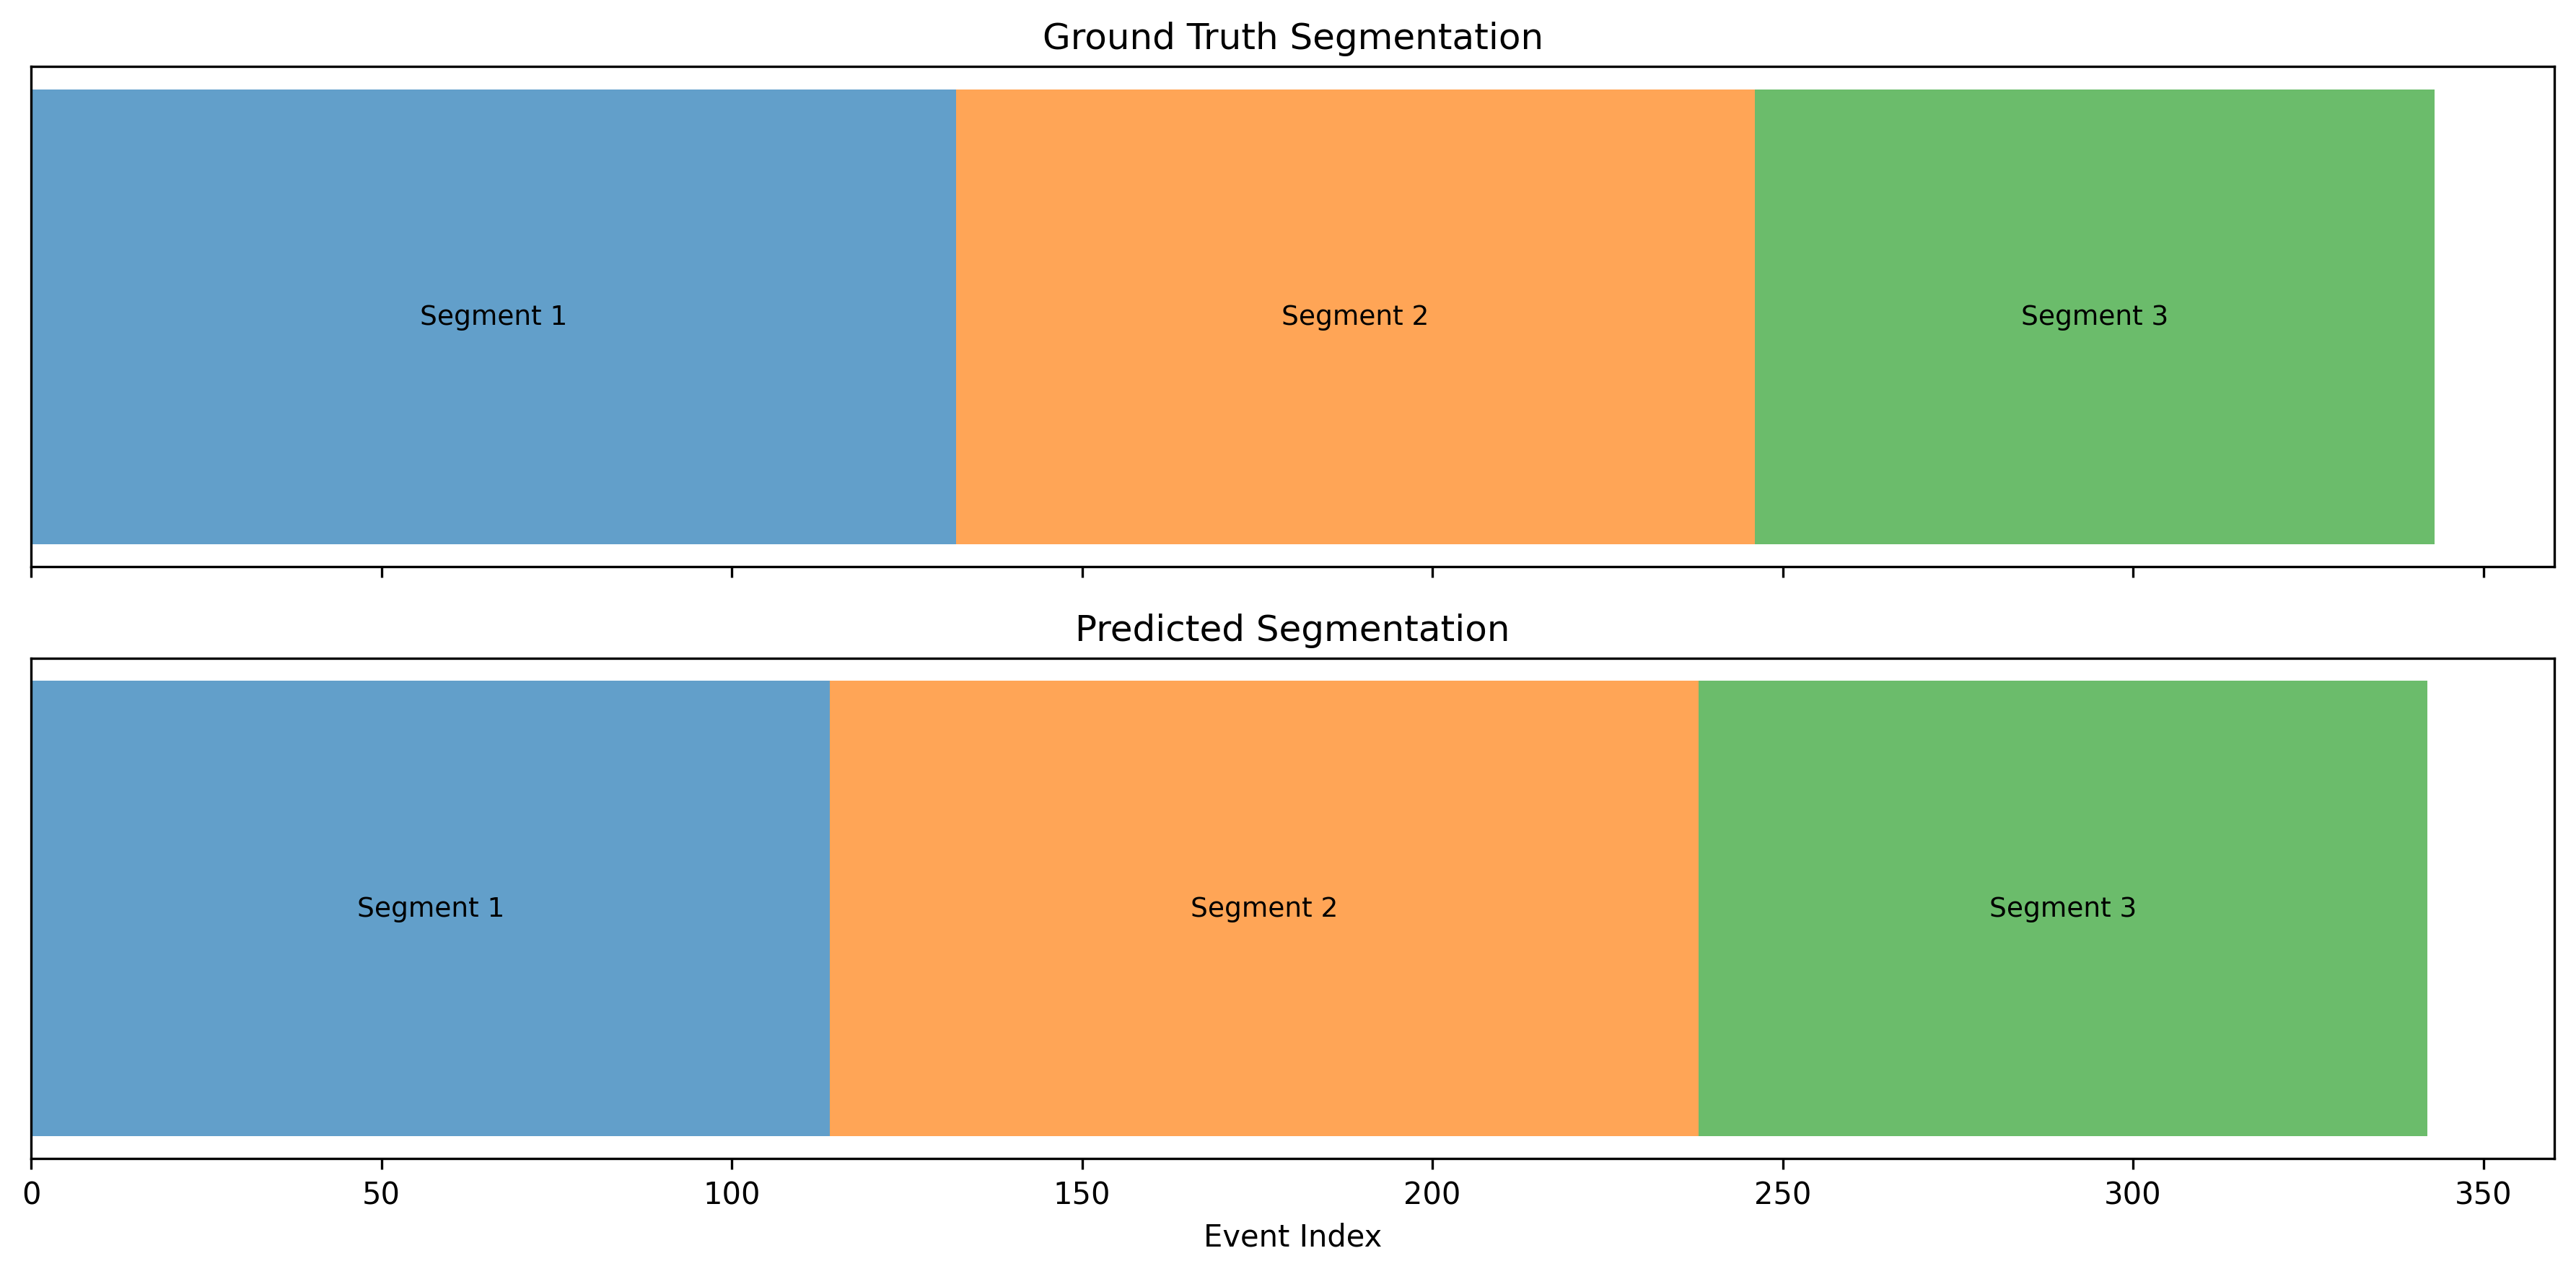 Ground Truth Segmentation
Segment 1 Segment 2 Segment 3
Predicted Segmentation
Segment 1 Segment 2 Segment 3
0 50 100 150 200 250 300 350
Event Index